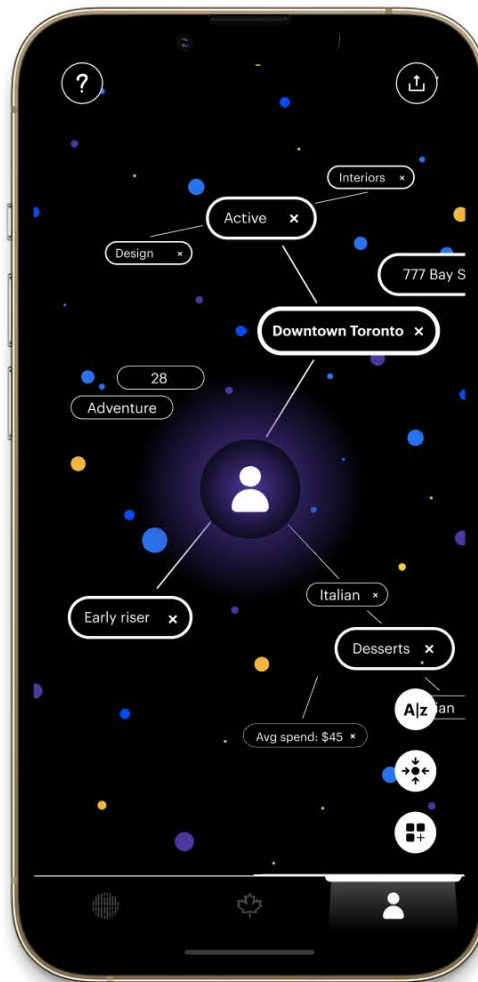 ?
Interiors ×
Active ×
Design ×
777 Bay S
Downtown Toronto ×
28
Adventure
Italian ×
Early riser ×
Desserts ×
A|z
ian
Avg spend: $45 ×